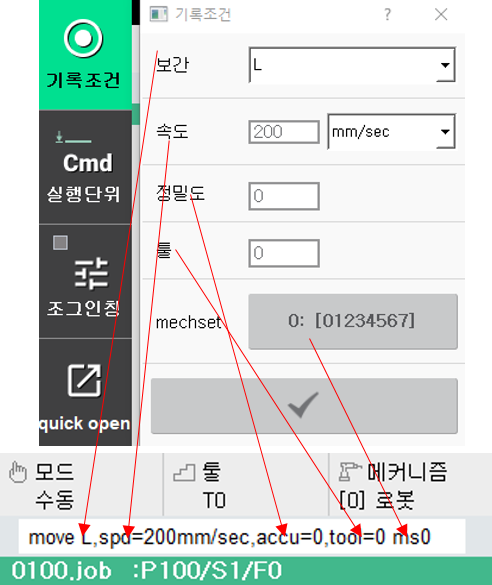 기록조건
기록조건
?
보간
L
Cmd
실행단위
속도
200
mm/sec
정밀도
0
조그인칭
툴
0
mechset
0: [01234567]
quick open
모드
수동
툴
T0
메커니즘
[0] 로봇
move L,spd=200mm/sec,accu=0,tool=0 ms0
0100.job :P100/S1/F0